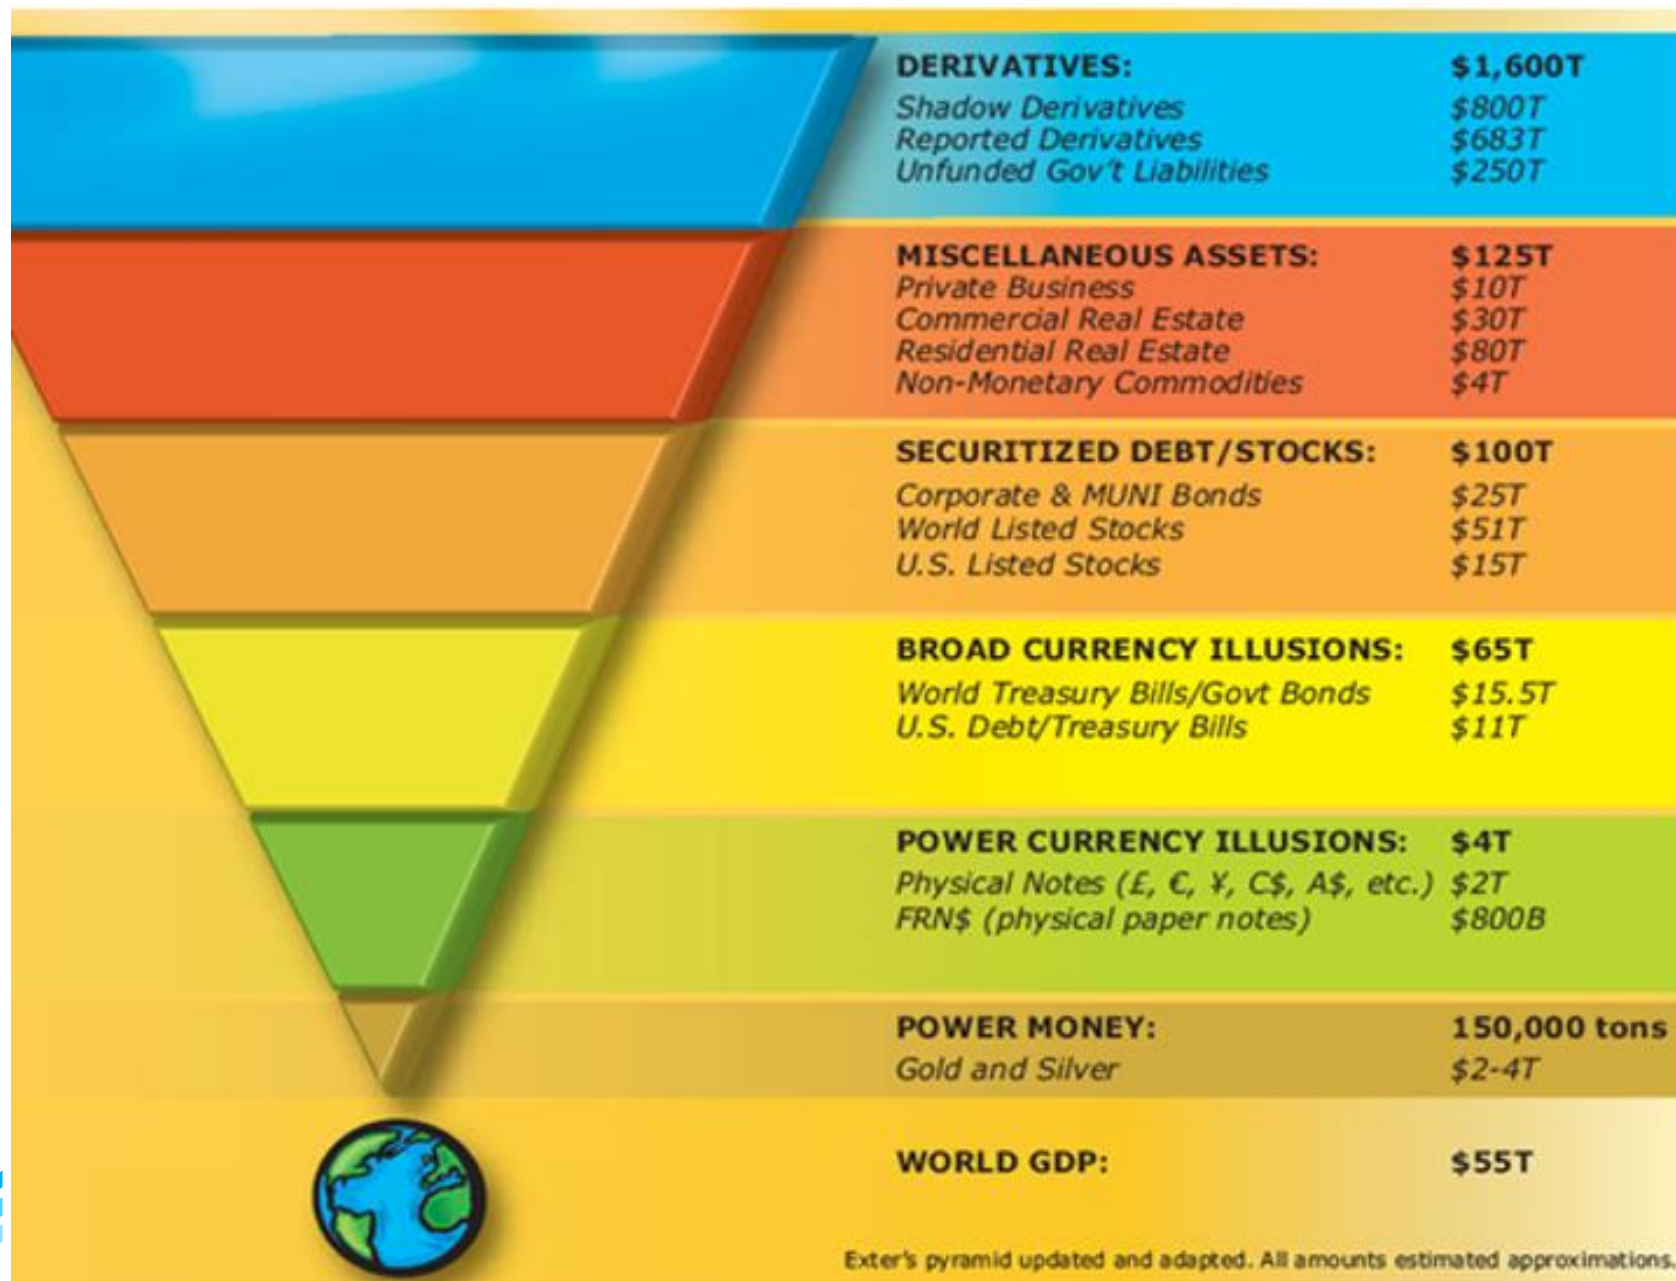 DERIVATIVES: $1,600T
Shadow Derivatives $800T
Reported Derivatives $683T
Unfunded Gov't Liabilities $250T
MISCELLANEOUS ASSETS: $125T
Private Business $10T
Commercial Real Estate $30T
Residential Real Estate $80T
Non-Monetary Commodities $4T
SECURITIZED DEBT/STOCKS: $100T
Corporate & MUNI Bonds $25T
World Listed Stocks $51T
U.S. Listed Stocks $15T
BROAD CURRENCY ILLUSIONS: $65T
World Treasury Bills/Govt Bonds $15.5T
U.S. Debt/Treasury Bills $11T
POWER CURRENCY ILLUSIONS: $4T
Physical Notes (£, €, ¥, C$, A$, etc.) $2T
FRN$ (physical paper notes) $800B
POWER MONEY: 150,000 tons
Gold and Silver $2-4T
WORLD GDP: $55T
Exter's pyramid updated and adapted. All amounts estimated approximations.